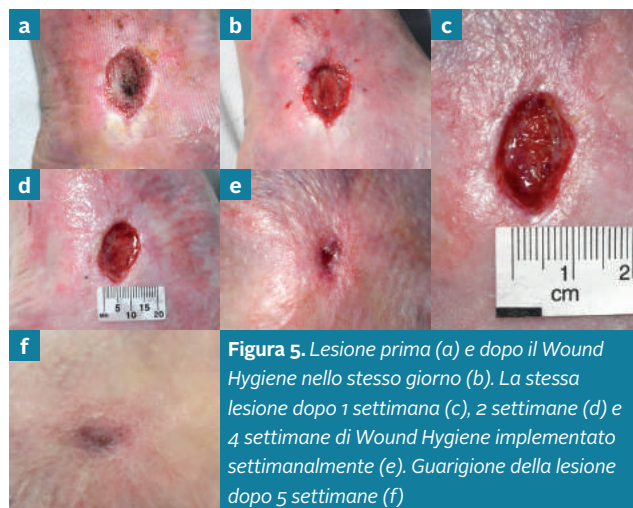 a
b
c
d
e
f
1 2
cm
MM 5 10 15 20
Figura 5. Lesione prima (a) e dopo il Wound
Hygiene nello stesso giorno (b). La stessa
lesione dopo 1 settimana (c), 2 settimane (d) e
4 settimane di Wound Hygiene implementato
settimanalmente (e). Guarigione della lesione
dopo 5 settimane (f)